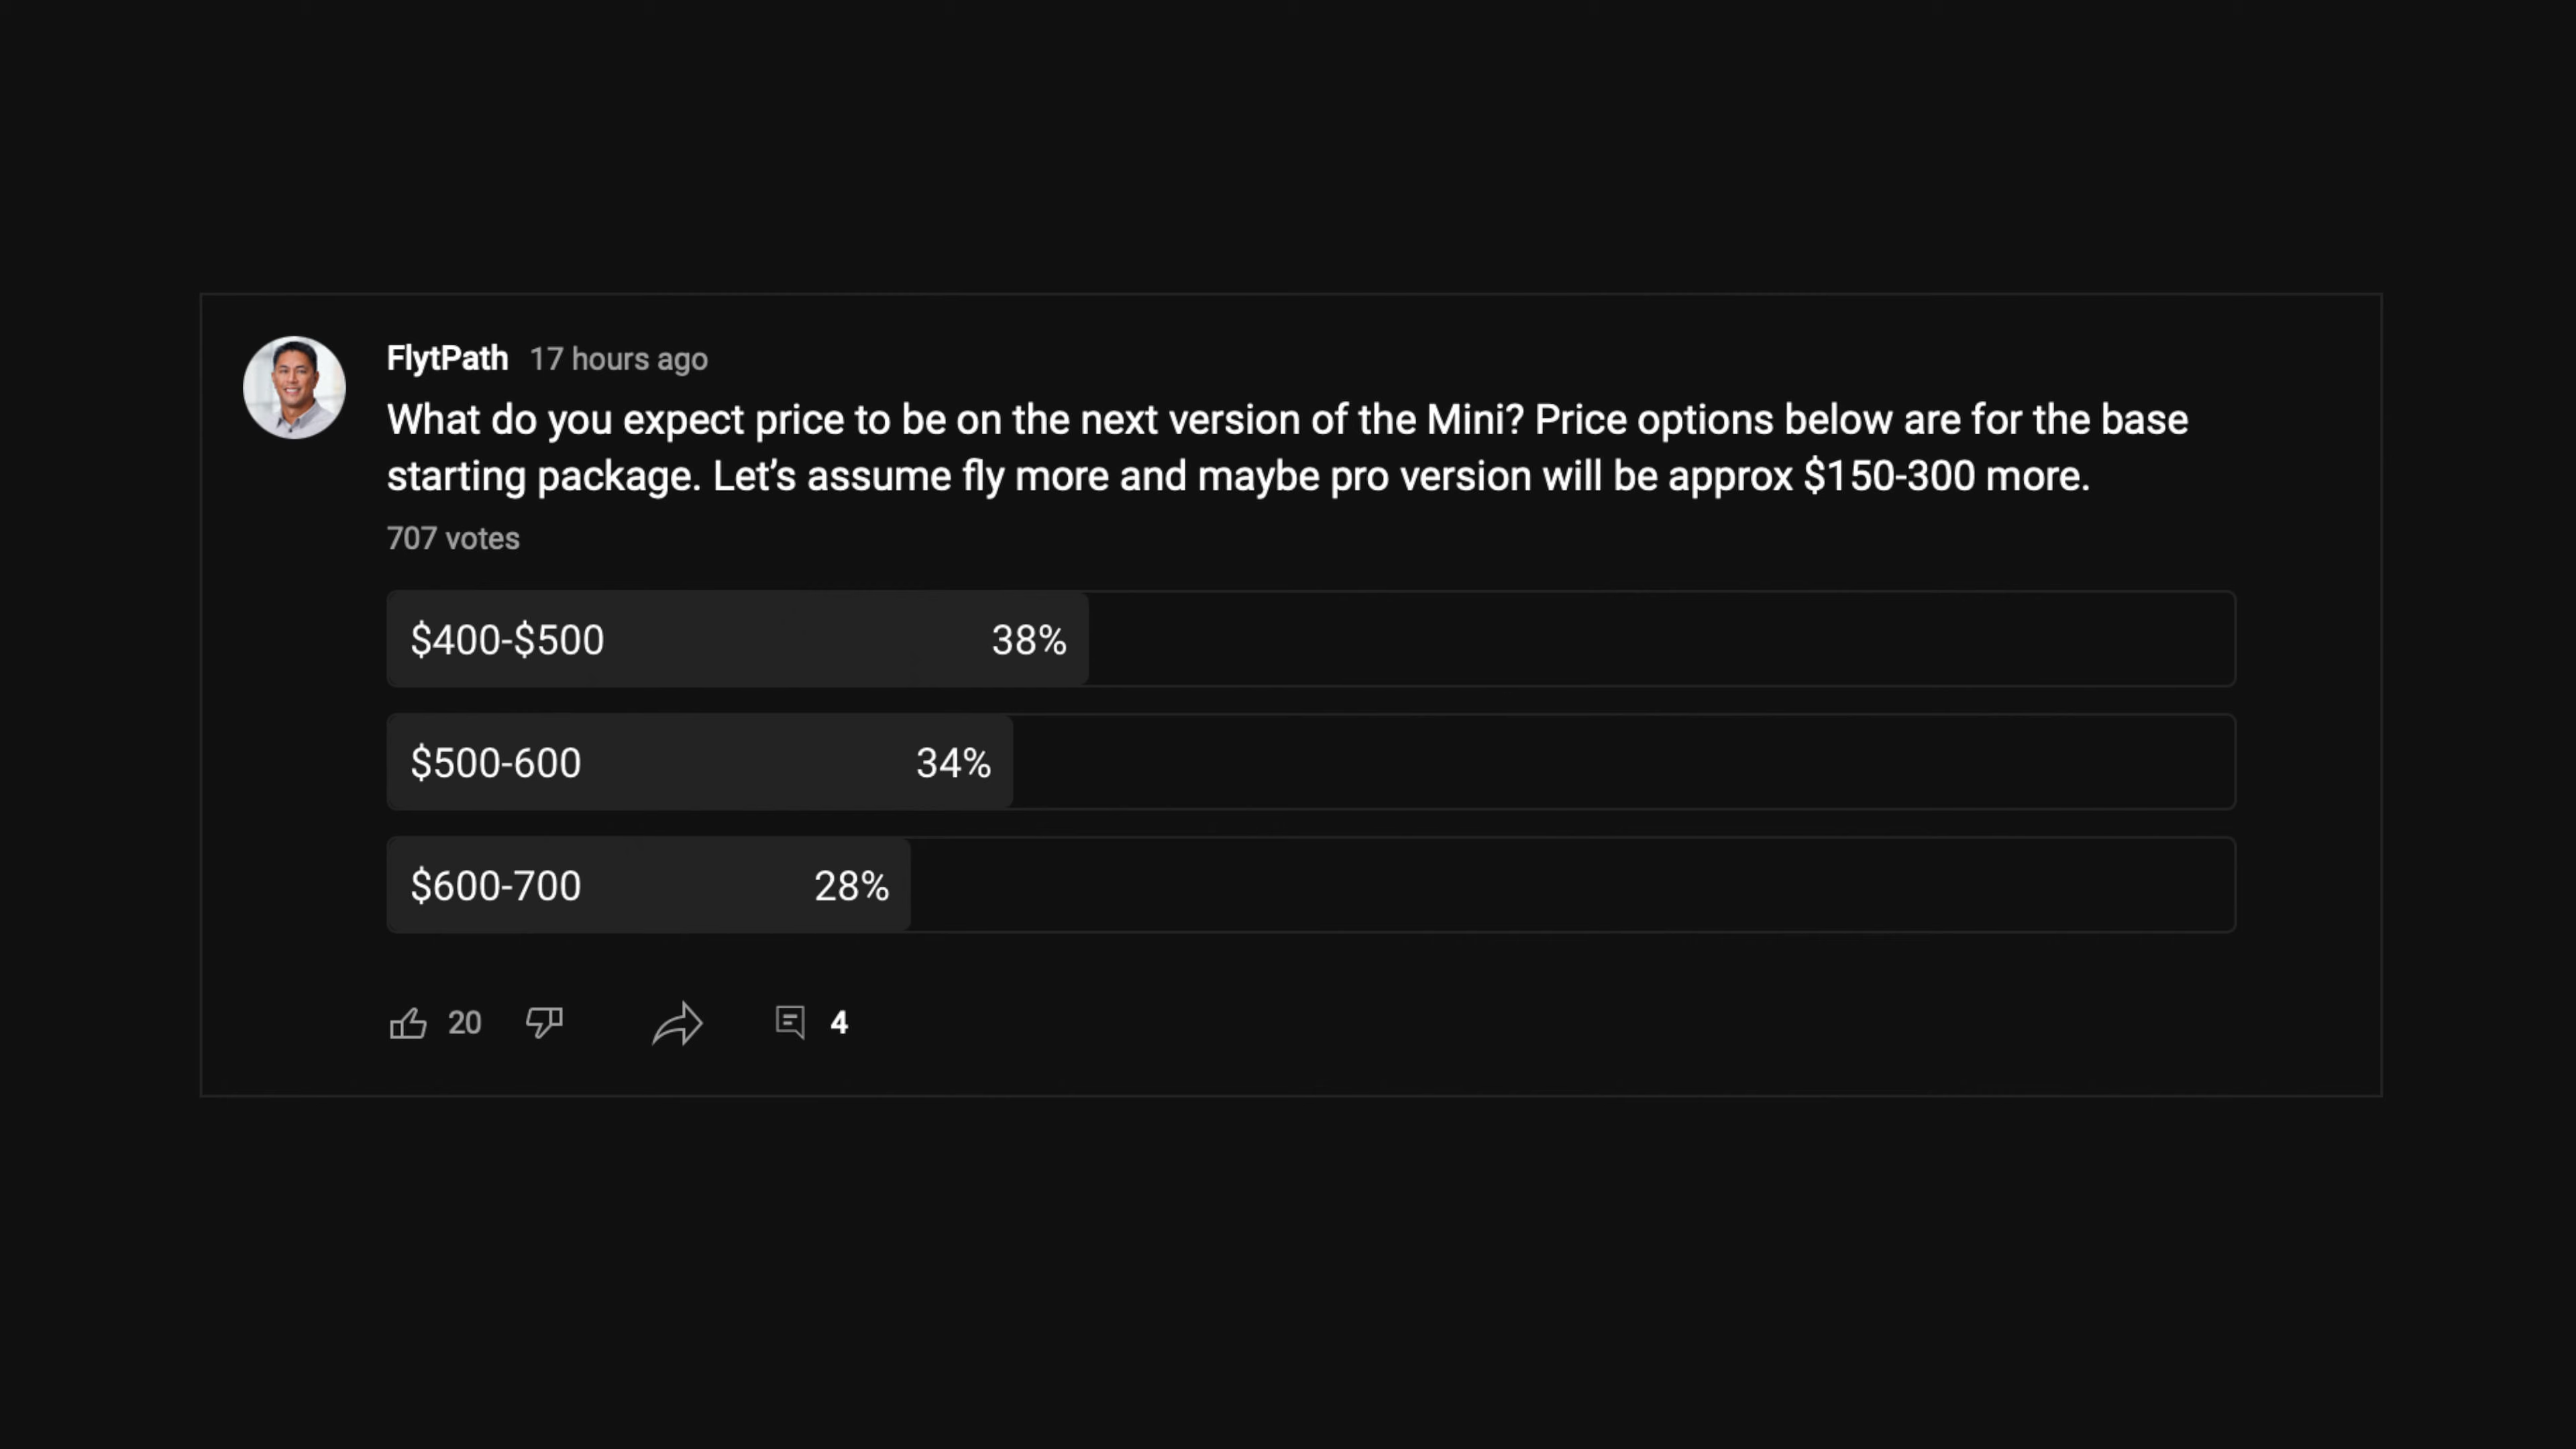 FlytPath 17 hours ago
What do you expect price to be on the next version of the Mini? Price options below are for the base
starting package. Let’s assume fly more and maybe pro version will be approx $150-300 more.
707 votes
$400-$500 38%
$500-600 34%
$600-700 28%
20 4